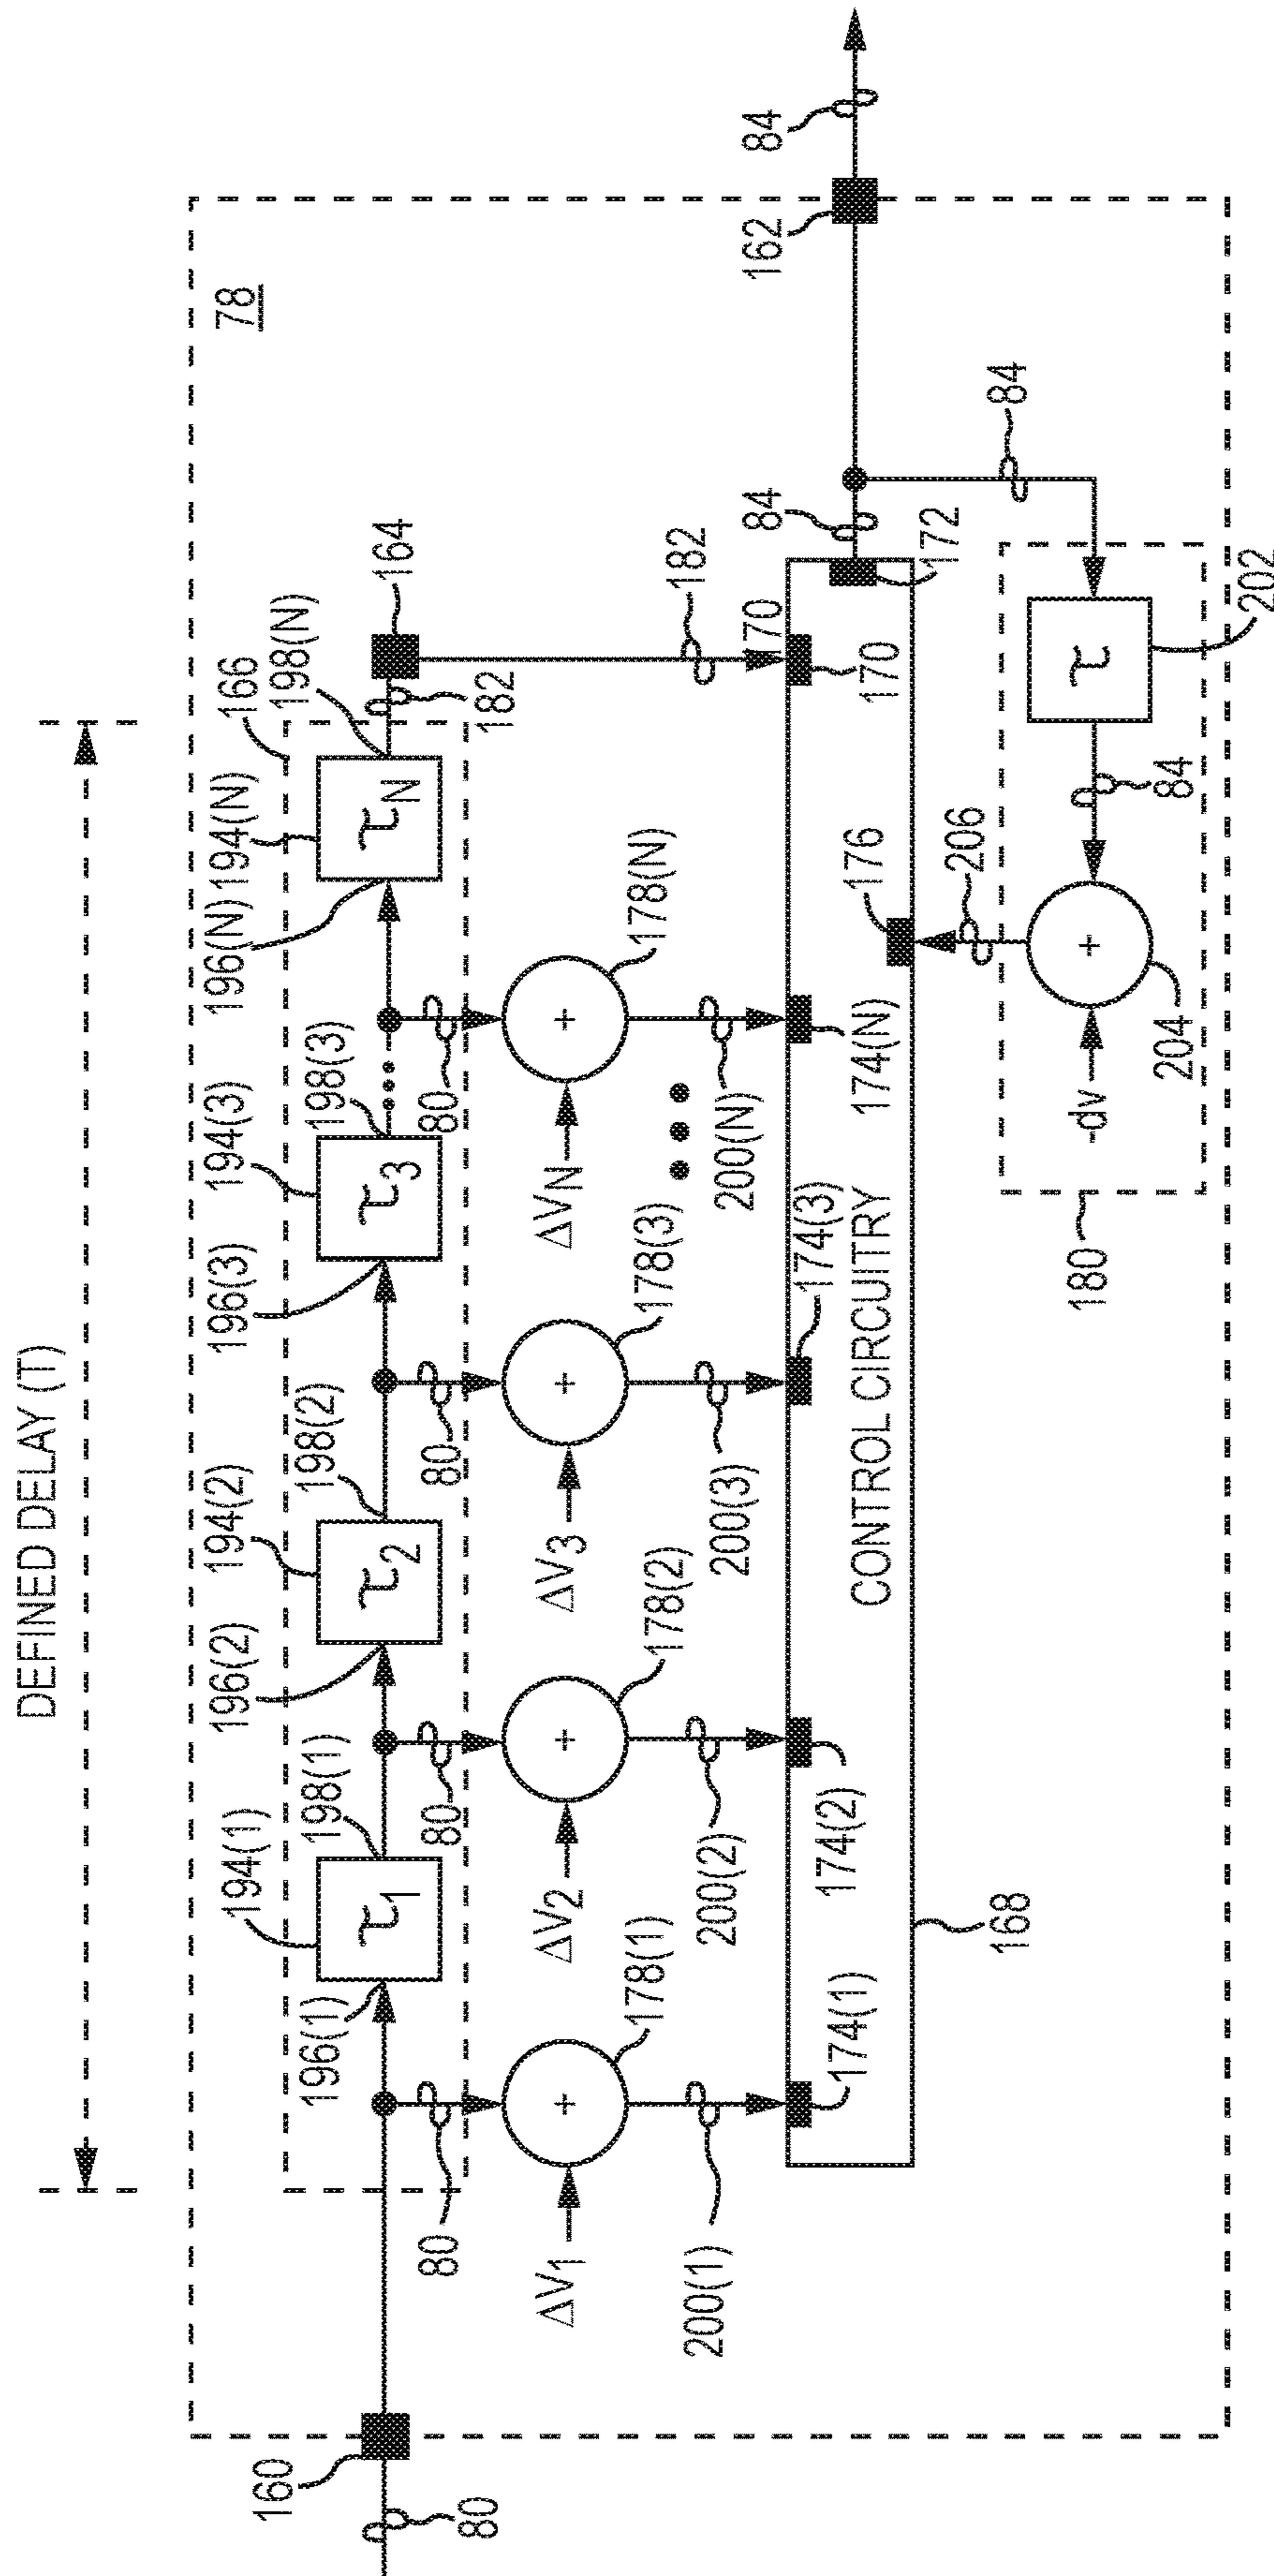 DEFINED DELAY (T)
78
194(1)
194(2)
194(3)
194(N)
166
196(1)
198(1)
196(2)
198(2)
196(3)
198(3)
196(N)
198(N)
164
τ1
τ2
τ3
τN
160
80
80
80
80
80
182
ΔV1
ΔV2
ΔV3
ΔVN
+
+
+
+
178(1)
178(2)
178(3)
178(N)
200(1)
200(2)
200(3)
200(N)
182
170
84
162
84
174(1)
174(2)
174(3)
174(N)
176
170
172
CONTROL CIRCUITRY
168
206
84
180
-dv
+
204
84
τ
202